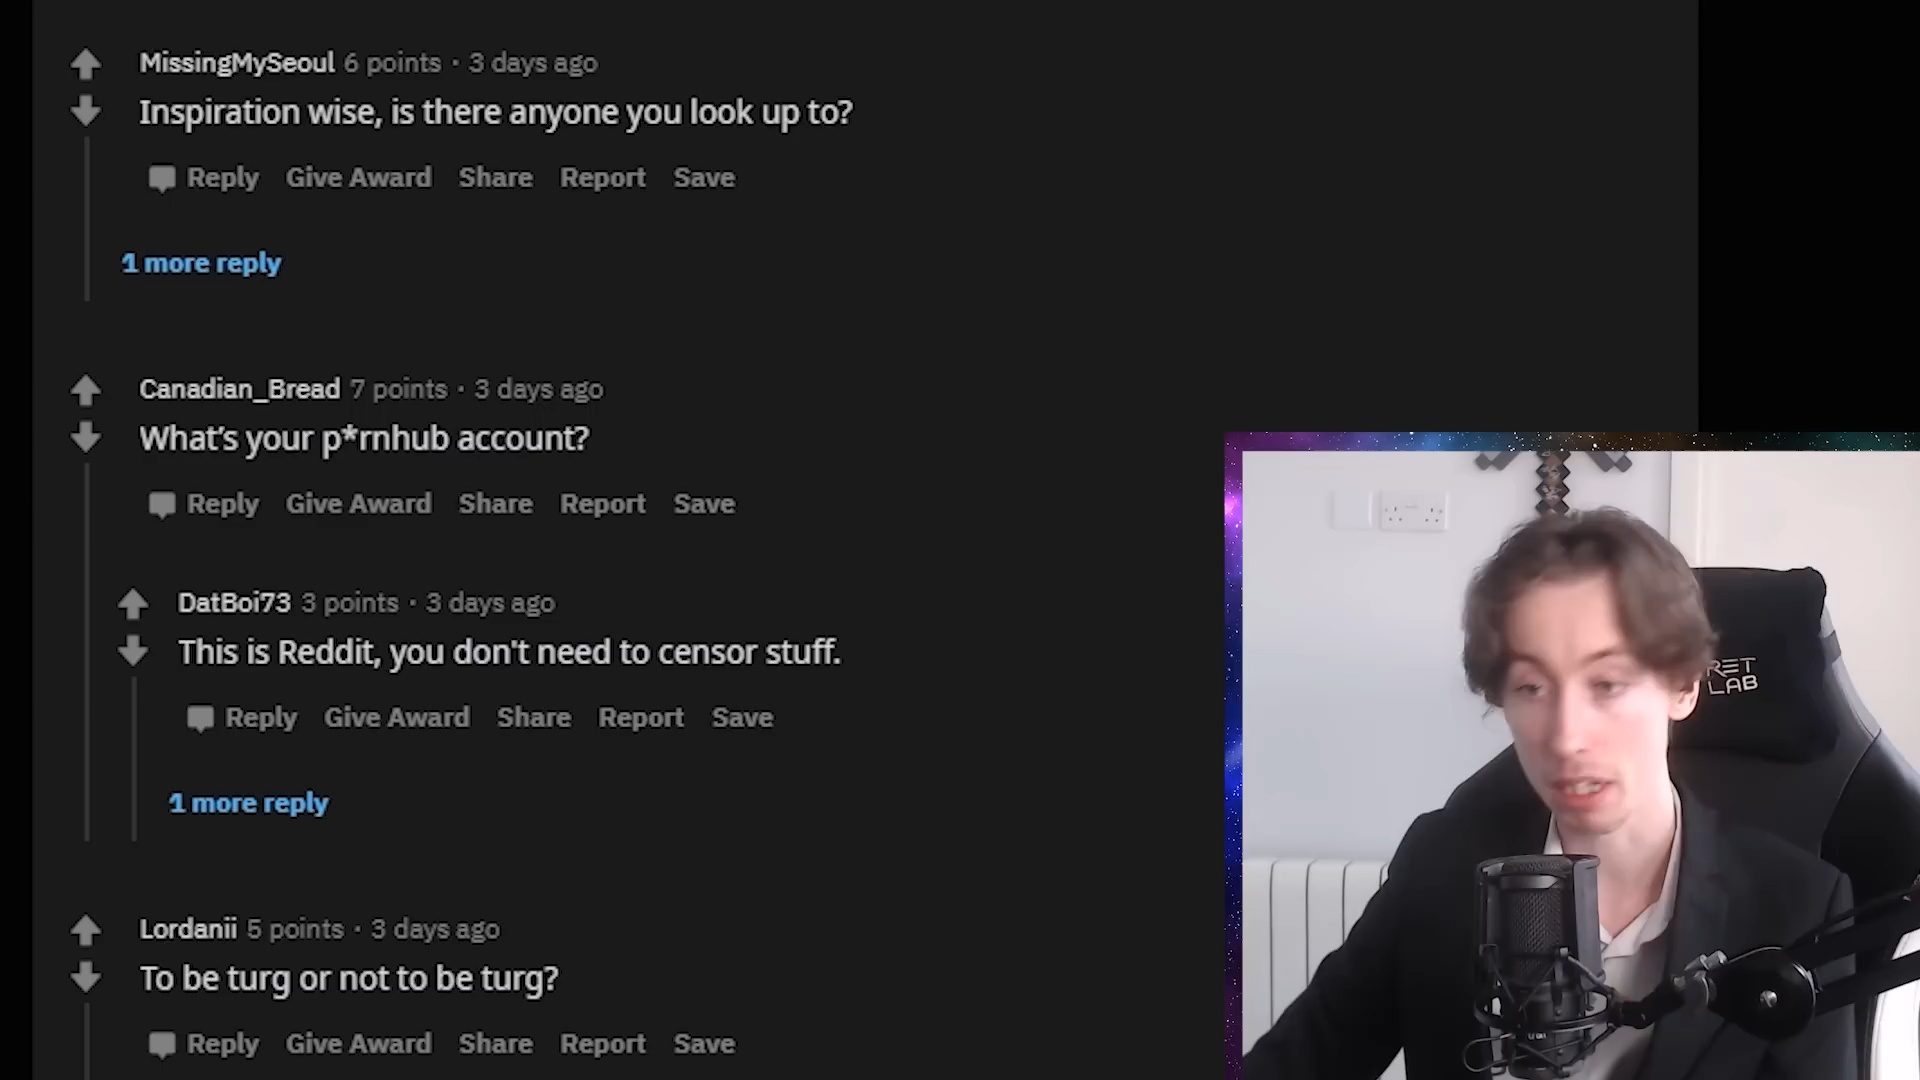 MissingMySeoul 6 points · 3 days ago
Inspiration wise, is there anyone you look up to?
Reply Give Award Share Report Save
1 more reply
Canadian_Bread 7 points · 3 days ago
What's your p*rnhub account?
Reply Give Award Share Report Save
DatBoi73 3 points · 3 days ago
This is Reddit, you don't need to censor stuff.
Reply Give Award Share Report Save
1 more reply
RET
LAB
Lordanii 5 points · 3 days ago
To be turg or not to be turg?
Reply Give Award Share Report Save